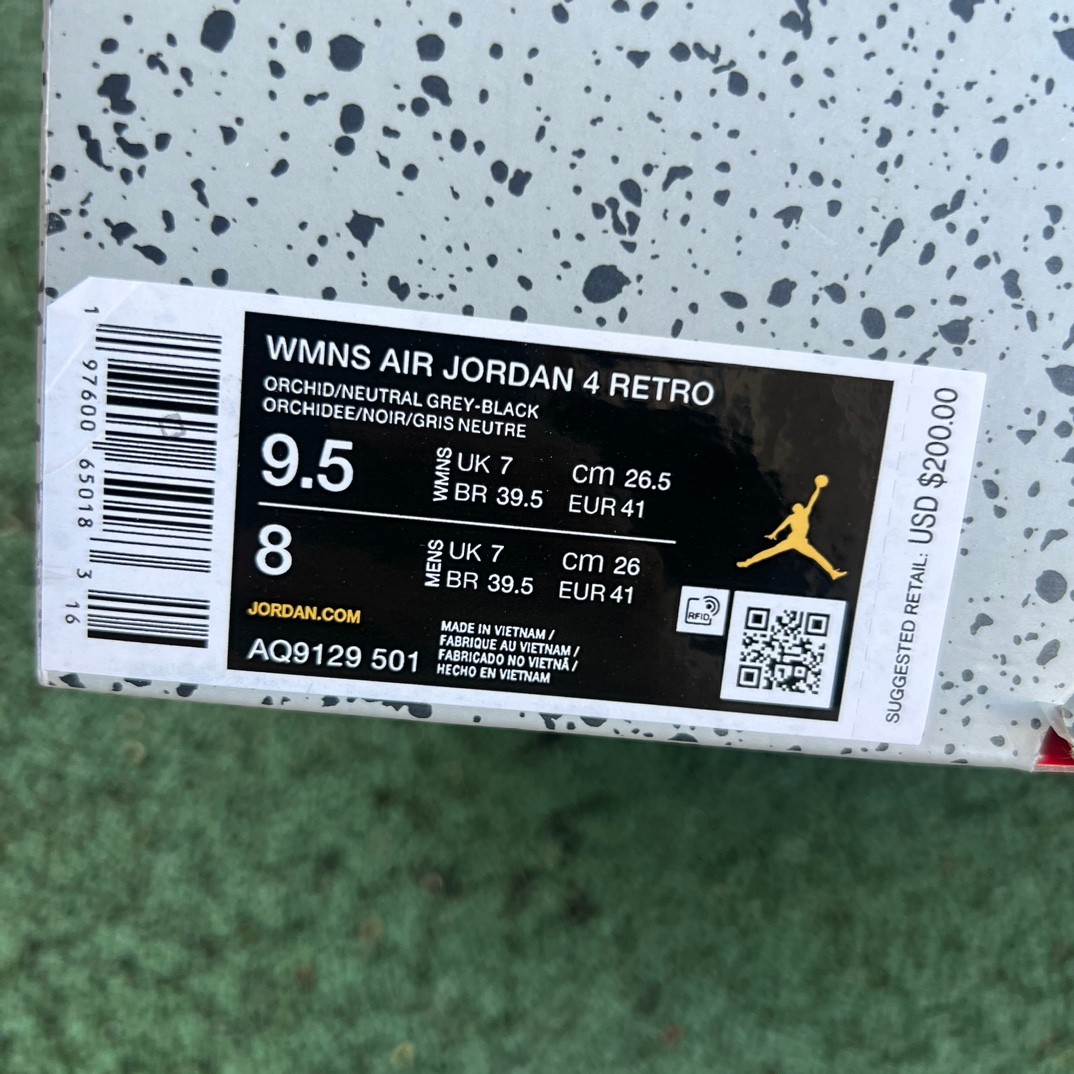 1 97600 65018 3 16
WMNS AIR JORDAN 4 RETRO
ORCHID/NEUTRAL GREY-BLACK
ORCHIDEE/NOIR/GRIS NEUTRE
9.5
WMNS
UK 7 cm 26.5
BR 39.5 EUR 41
8
MENS
UK 7 cm 26
BR 39.5 EUR 41
JORDAN.COM
AQ9129 501
MADE IN VIETNAM /
FABRIQUE AU VIETNAM /
FABRICADO NO VIETNÃ /
HECHO EN VIETNAM
RFID
SUGGESTED RETAIL: USD $200.00